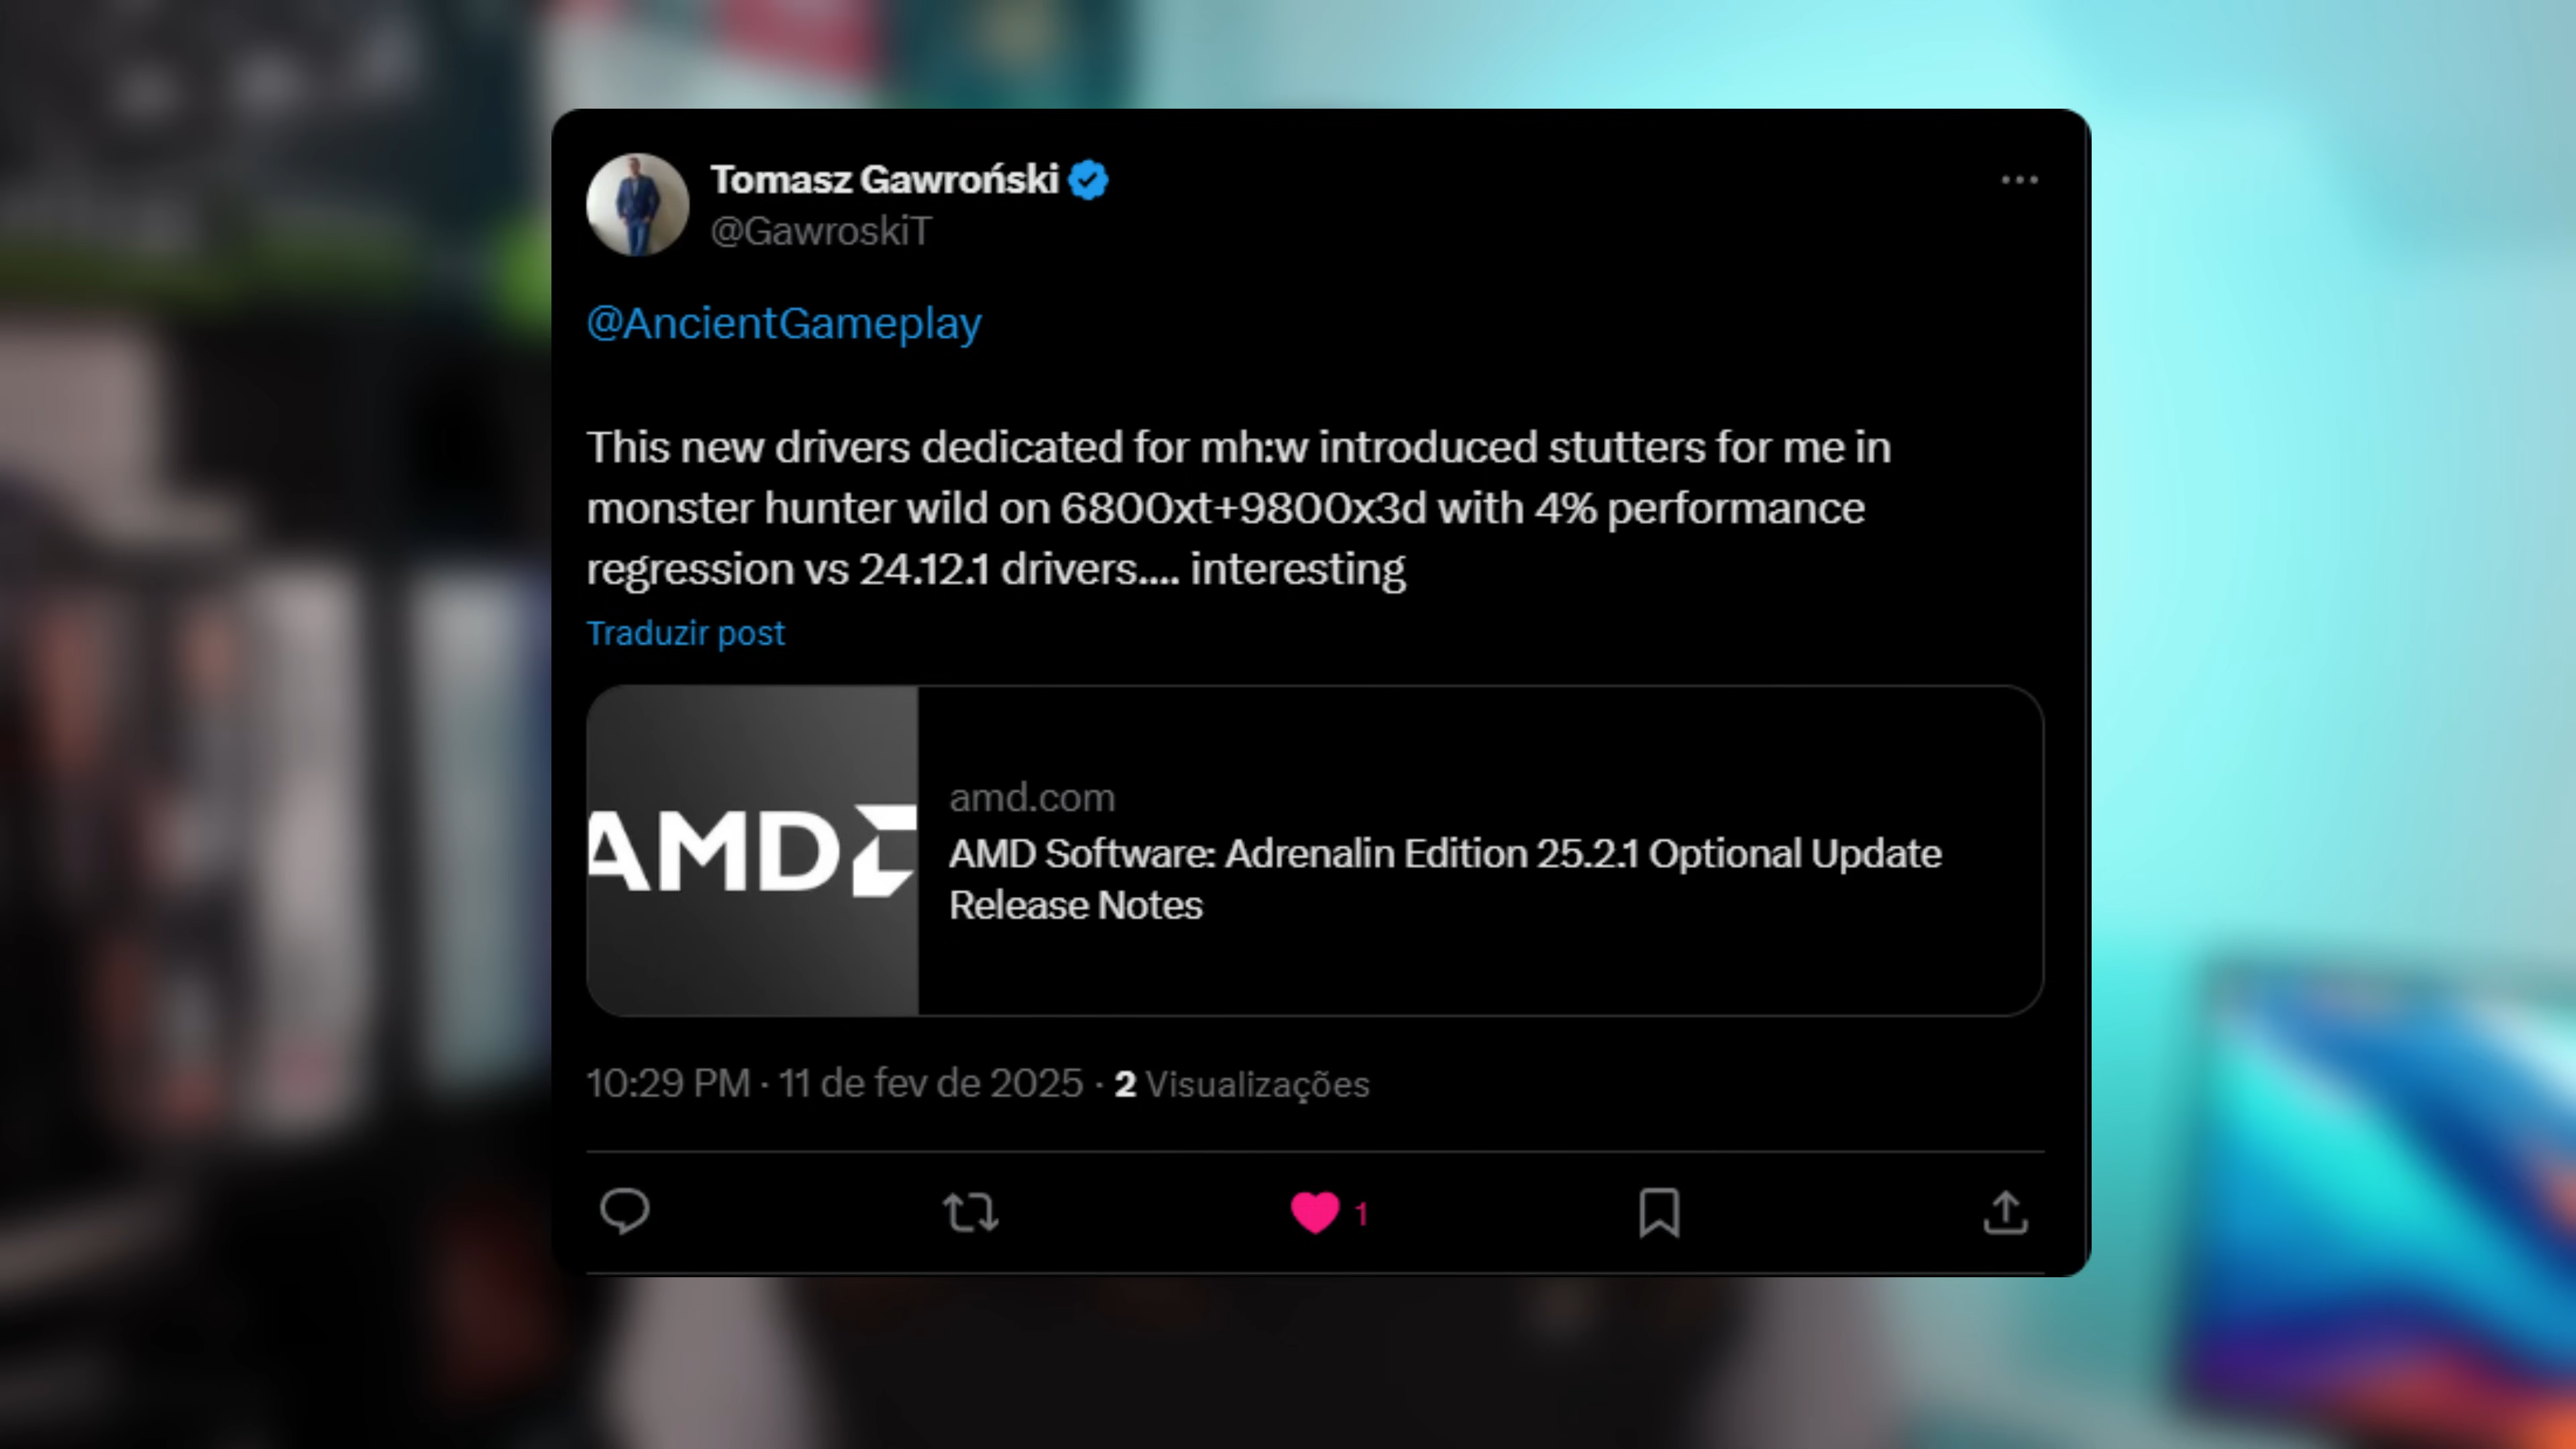 Tomasz Gawroński
@GawroskiT
@AncientGameplay
This new drivers dedicated for mh:w introduced stutters for me in
monster hunter wild on 6800xt+9800x3d with 4% performance
regression vs 24.12.1 drivers.... interesting
Traduzir post
AMD
amd.com
AMD Software: Adrenalin Edition 25.2.1 Optional Update
Release Notes
10:29 PM · 11 de fev de 2025 · 2 Visualizações
1